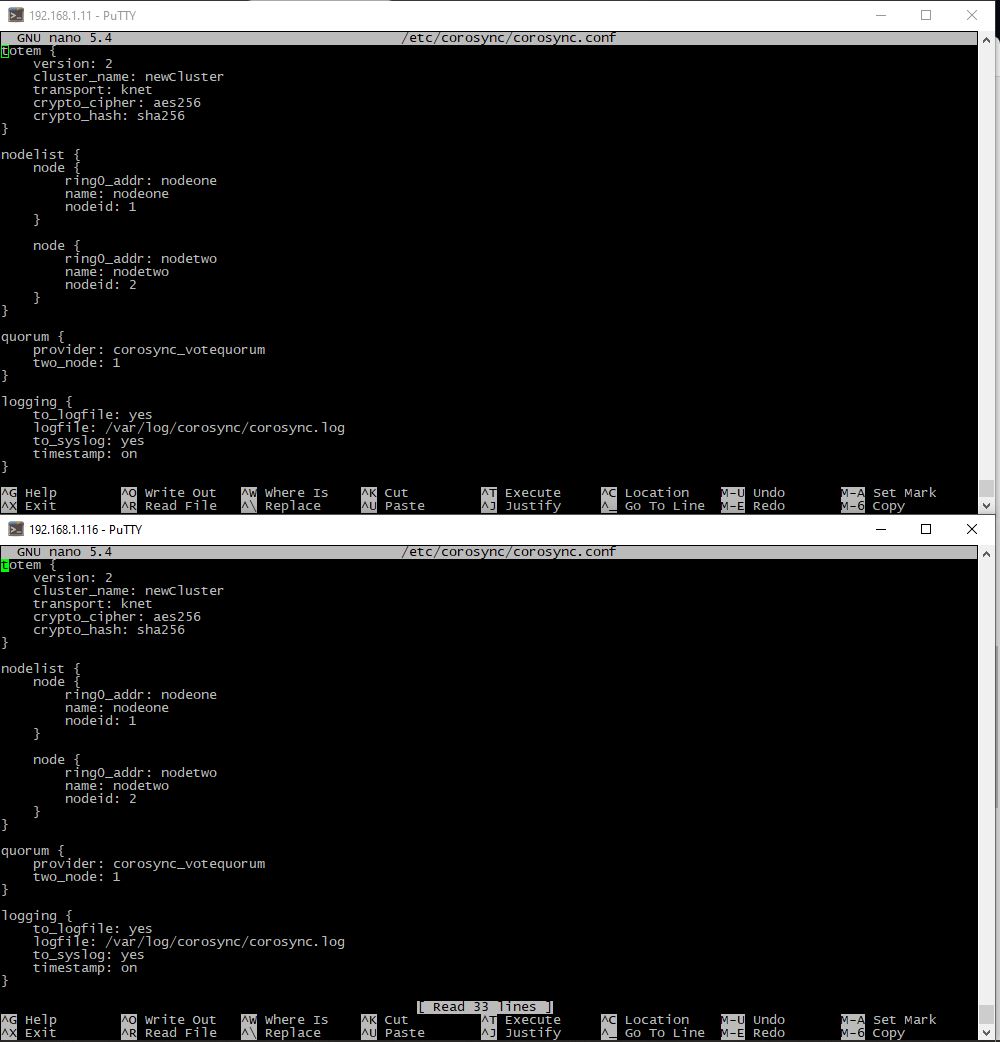 192.168.1.11 - PuTTY
GNU nano 5.4 /etc/corosync/corosync.conf
totem {
    version: 2
    cluster_name: newCluster
    transport: knet
    crypto_cipher: aes256
    crypto_hash: sha256
}
nodelist {
    node {
        ring0_addr: nodeone
        name: nodeone
        nodeid: 1
    }
    node {
        ring0_addr: nodetwo
        name: nodetwo
        nodeid: 2
    }
}
quorum {
    provider: corosync_votequorum
    two_node: 1
}
logging {
    to_logfile: yes
    logfile: /var/log/corosync/corosync.log
    to_syslog: yes
    timestamp: on
}
^G Help ^O Write Out ^W Where Is ^K Cut ^T Execute ^C Location M-U Undo M-A Set Mark
^X Exit ^R Read File ^\ Replace ^U Paste ^J Justify ^_ Go To Line M-E Redo M-6 Copy
192.168.1.116 - PuTTY
GNU nano 5.4 /etc/corosync/corosync.conf
totem {
    version: 2
    cluster_name: newCluster
    transport: knet
    crypto_cipher: aes256
    crypto_hash: sha256
}
nodelist {
    node {
        ring0_addr: nodeone
        name: nodeone
        nodeid: 1
    }
    node {
        ring0_addr: nodetwo
        name: nodetwo
        nodeid: 2
    }
}
quorum {
    provider: corosync_votequorum
    two_node: 1
}
logging {
    to_logfile: yes
    logfile: /var/log/corosync/corosync.log
    to_syslog: yes
    timestamp: on
}
[ Read 33 lines ]
^G Help ^O Write Out ^W Where Is ^K Cut ^T Execute ^C Location M-U Undo M-A Set Mark
^X Exit ^R Read File ^\ Replace ^U Paste ^J Justify ^_ Go To Line M-E Redo M-6 Copy